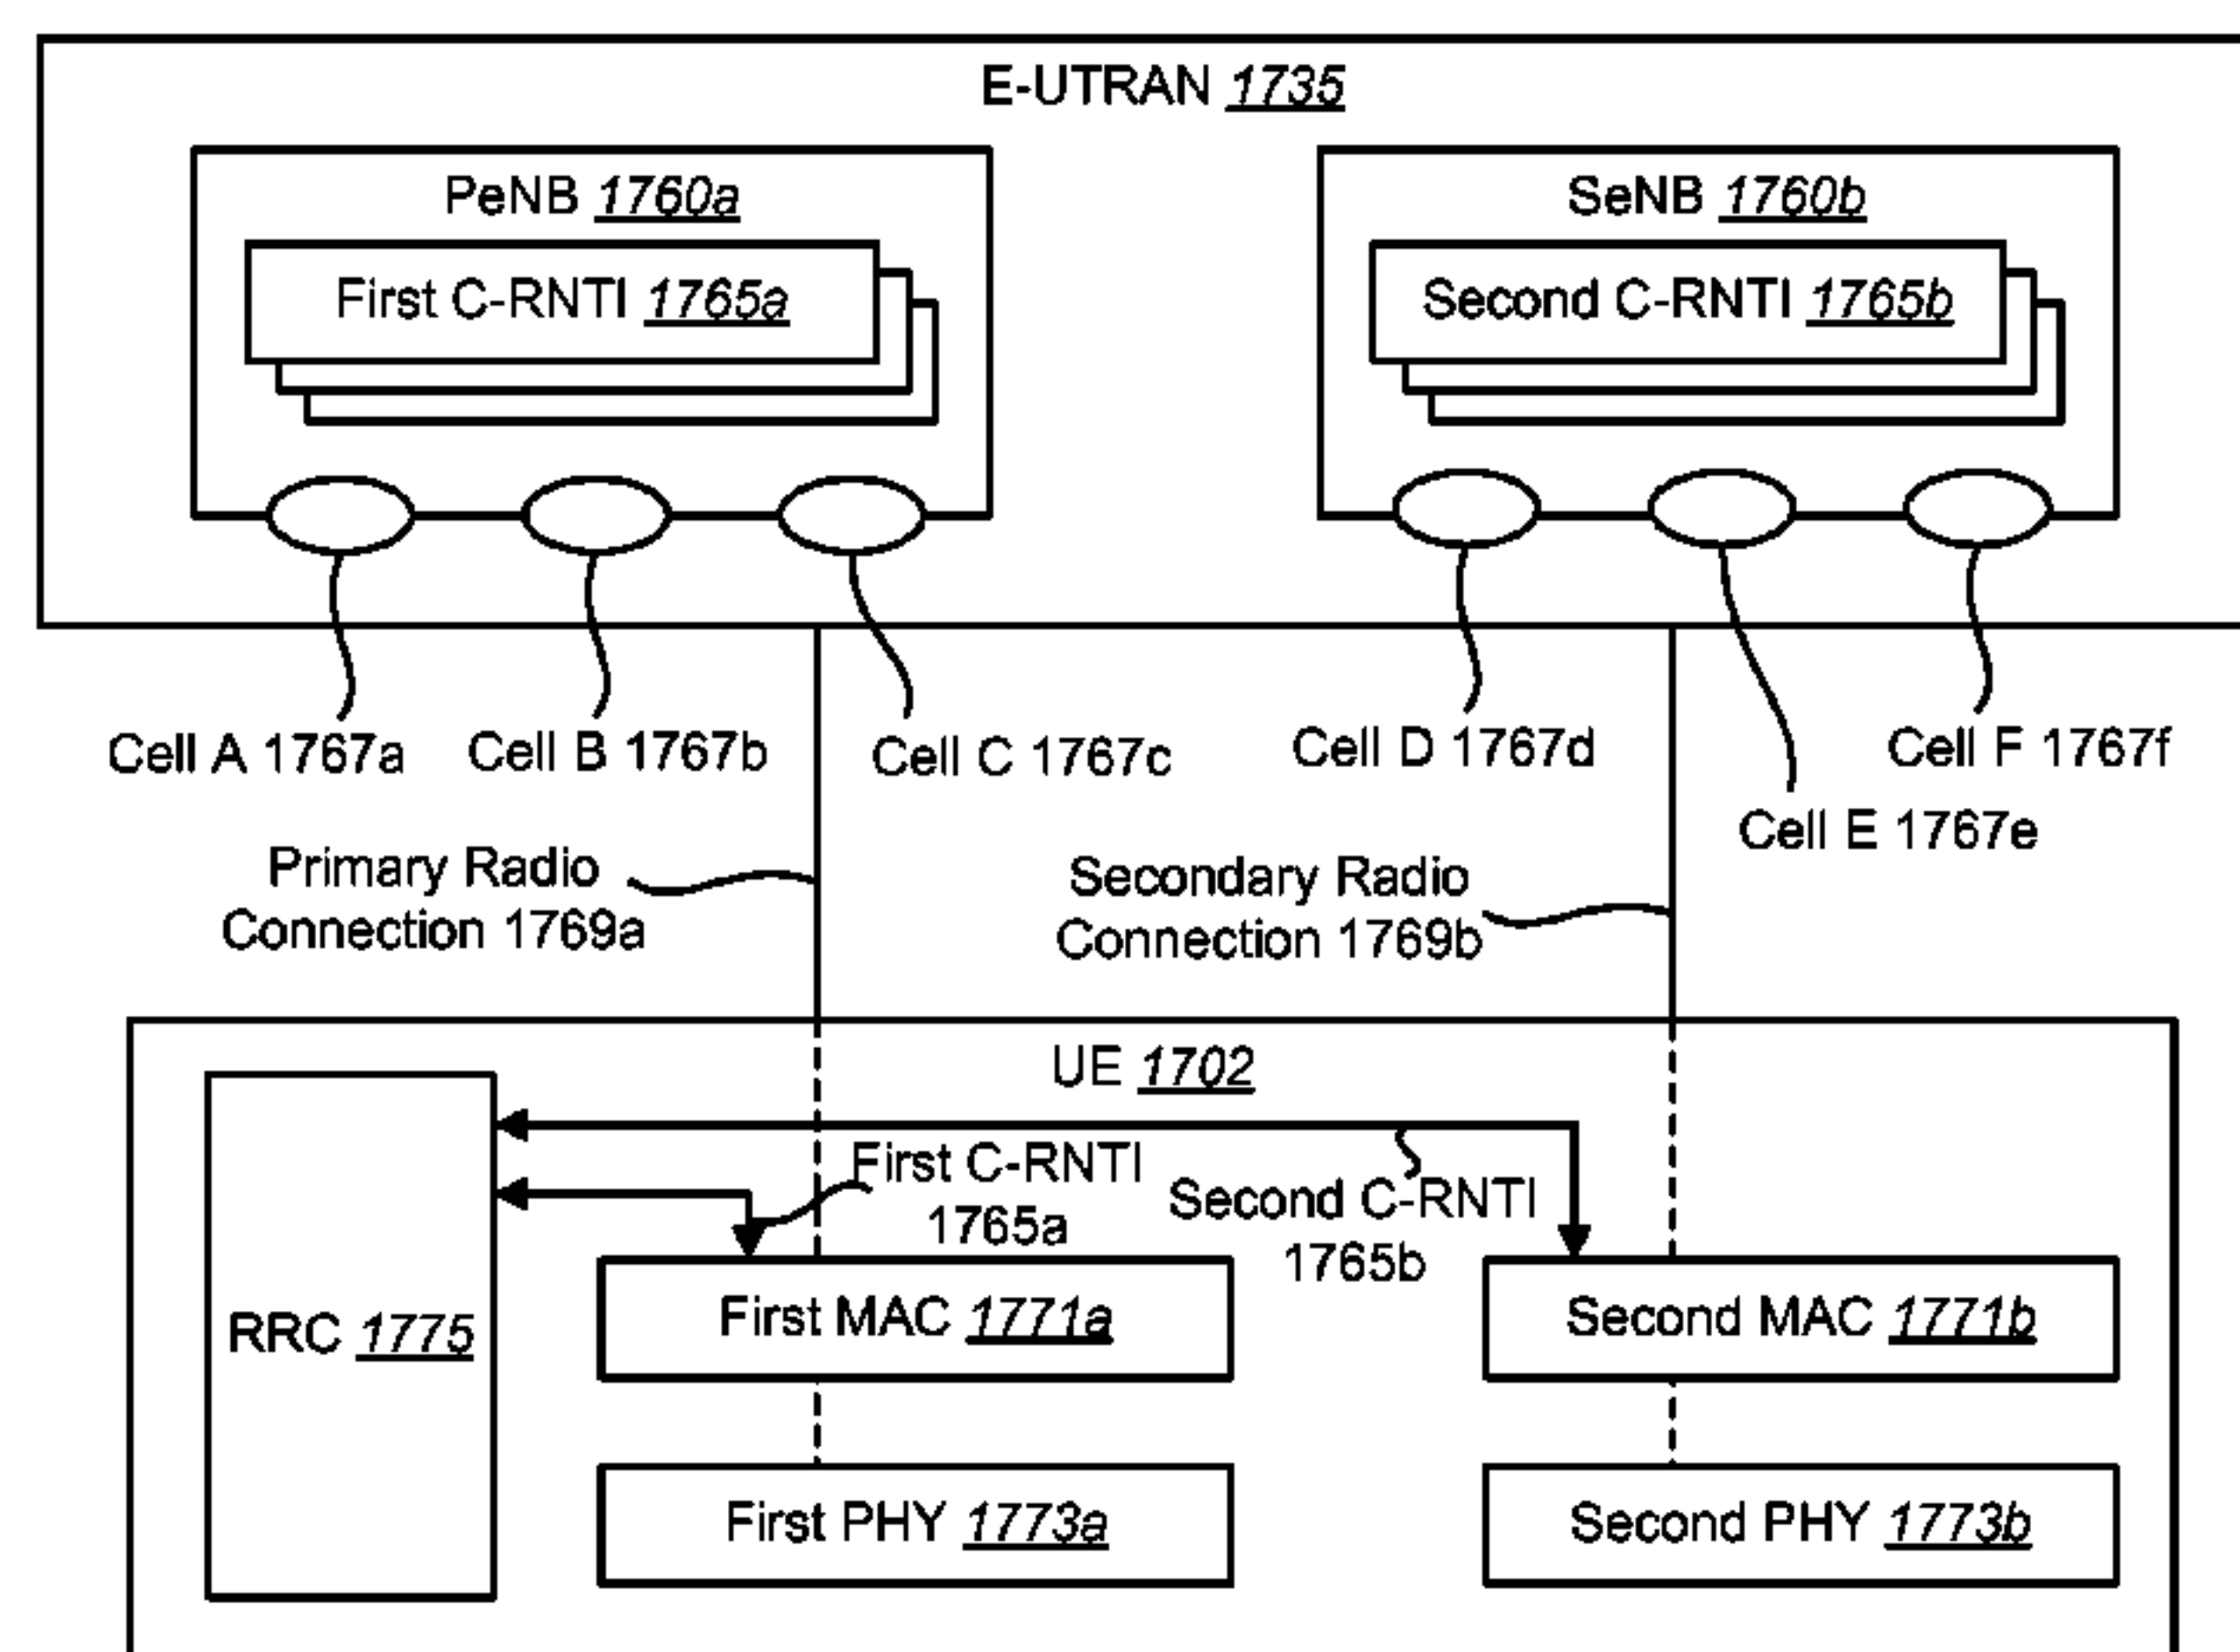 E-UTRAN 1735
PeNB 1760a
First C-RNTI 1765a
SeNB 1760b
Second C-RNTI 1765b
Cell A 1767a
Cell B 1767b
Cell C 1767c
Cell D 1767d
Cell E 1767e
Cell F 1767f
Primary Radio
Connection 1769a
Secondary Radio
Connection 1769b
UE 1702
First C-RNTI
1765a
Second C-RNTI
1765b
RRC 1775
First MAC 1771a
Second MAC 1771b
First PHY 1773a
Second PHY 1773b